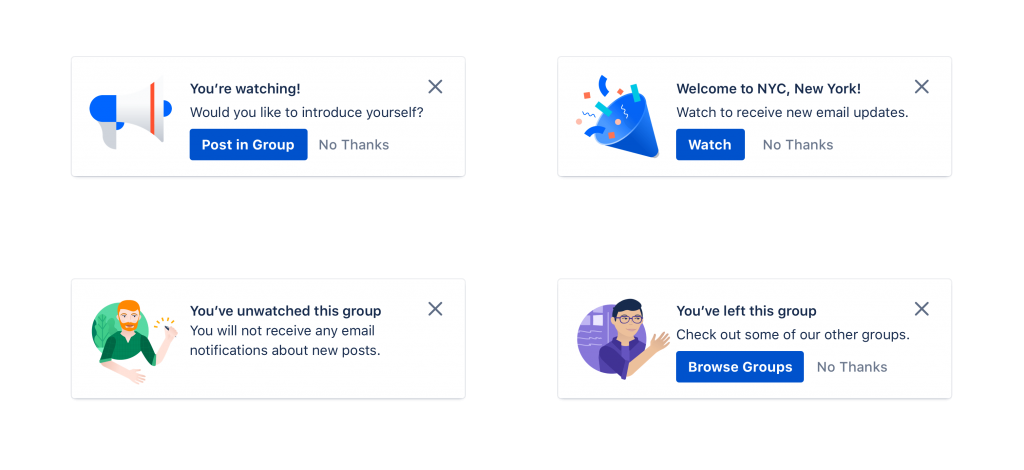 You're watching!
Would you like to introduce yourself?
Post in Group No Thanks
Welcome to NYC, New York!
Watch to receive new email updates.
Watch No Thanks
You've unwatched this group
You will not receive any email
notifications about new posts.
You've left this group
Check out some of our other groups.
Browse Groups No Thanks